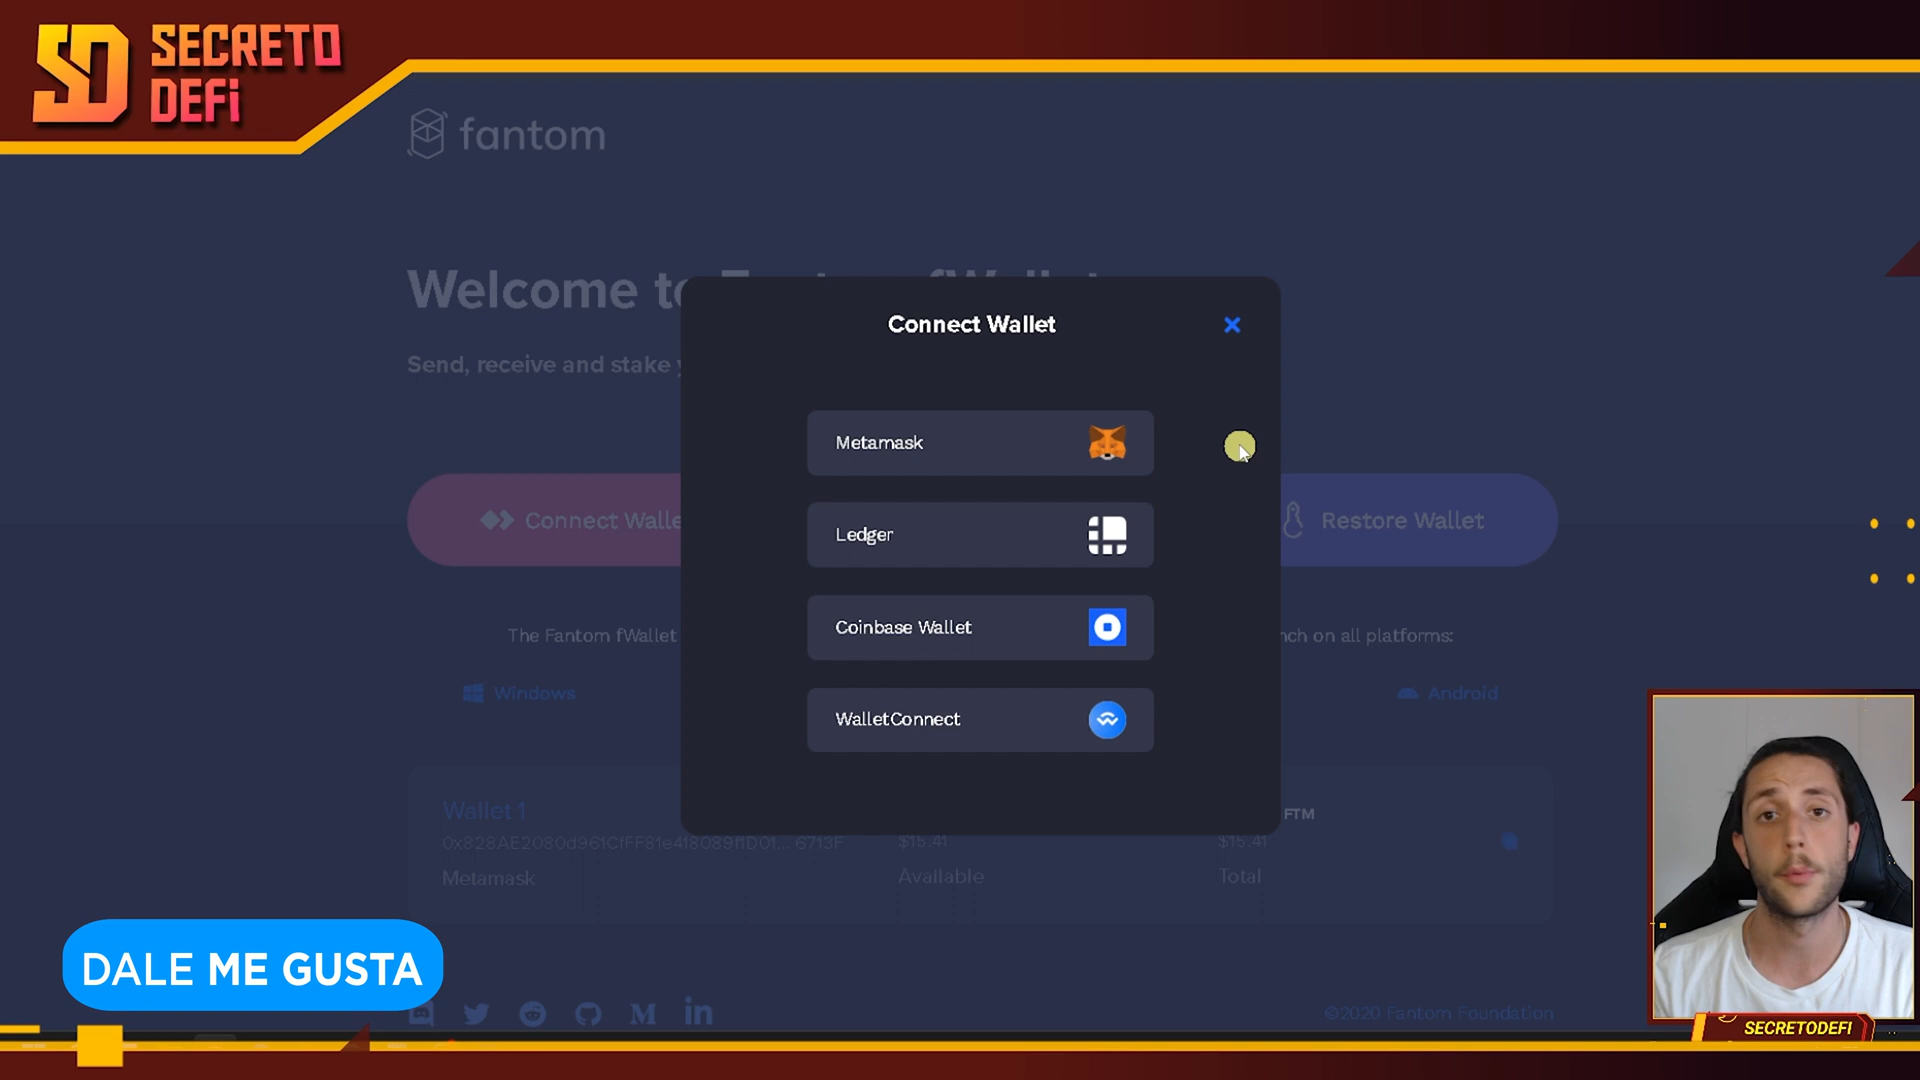 SECRETO
DEFi
fantom
Welcome to
Send, receive and stake
Connect Wallet
Metamask
Ledger
Coinbase Wallet
WalletConnect
Connect Walle
Restore Wallet
The Fantom fWallet
nch on all platforms:
Windows
Android
Wallet 1
FTM
$15.41
$15.41
Metamask
Available
Total
DALE ME GUSTA
©2020 Fantom Foundation
SECRETODEFI